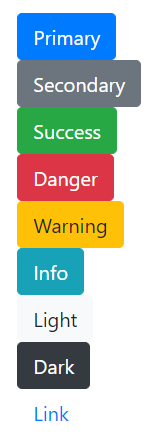 Primary
Secondary
Success
Danger
Warning
Info
Light
Dark
Link